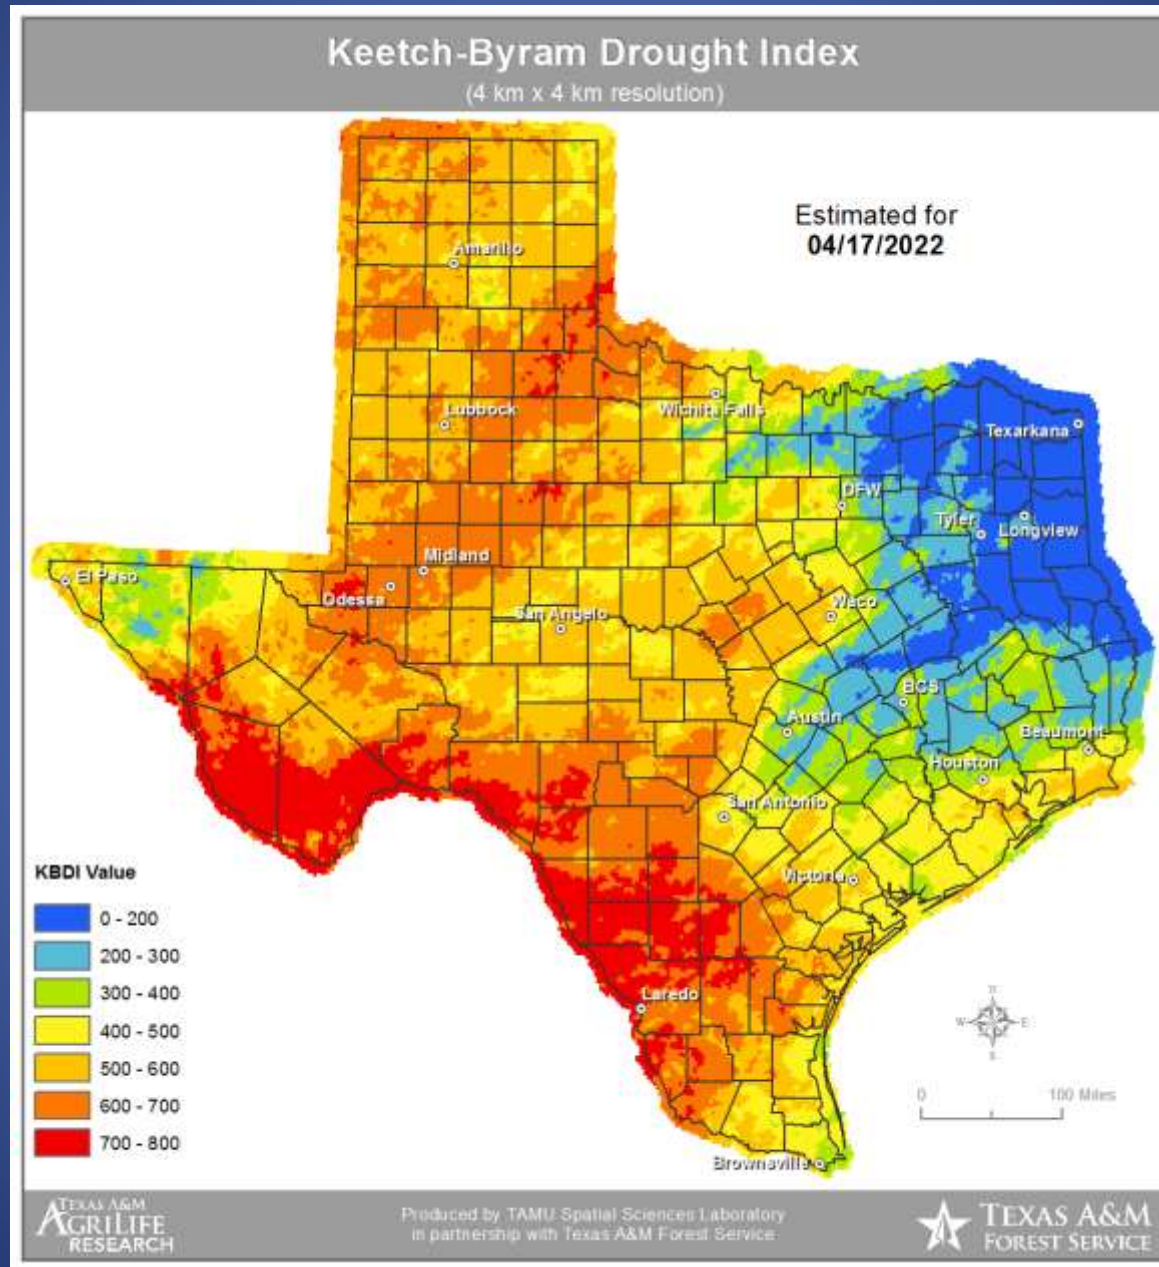 Keetch-Byram Drought Index
(4 km x 4 km resolution)
Estimated for
04/17/2022
Amarillo
Lubbock
Wichita Falls
Texarkana
DFW
Tyler
Longview
Midland
El Paso
Odessa
San Angelo
Waco
BCS
Austin
Beaumont
Houston
San Antonio
Victoria
Laredo
Brownsville
KBDI Value
0 - 200
200 - 300
300 - 400
400 - 500
500 - 600
600 - 700
700 - 800
N
W
E
S
0
100 Miles
TEXAS A&M
AGRILIFE
RESEARCH
Produced by TAMU Spatial Sciences Laboratory
in partnership with Texas A&M Forest Service
TEXAS A&M
FOREST SERVICE